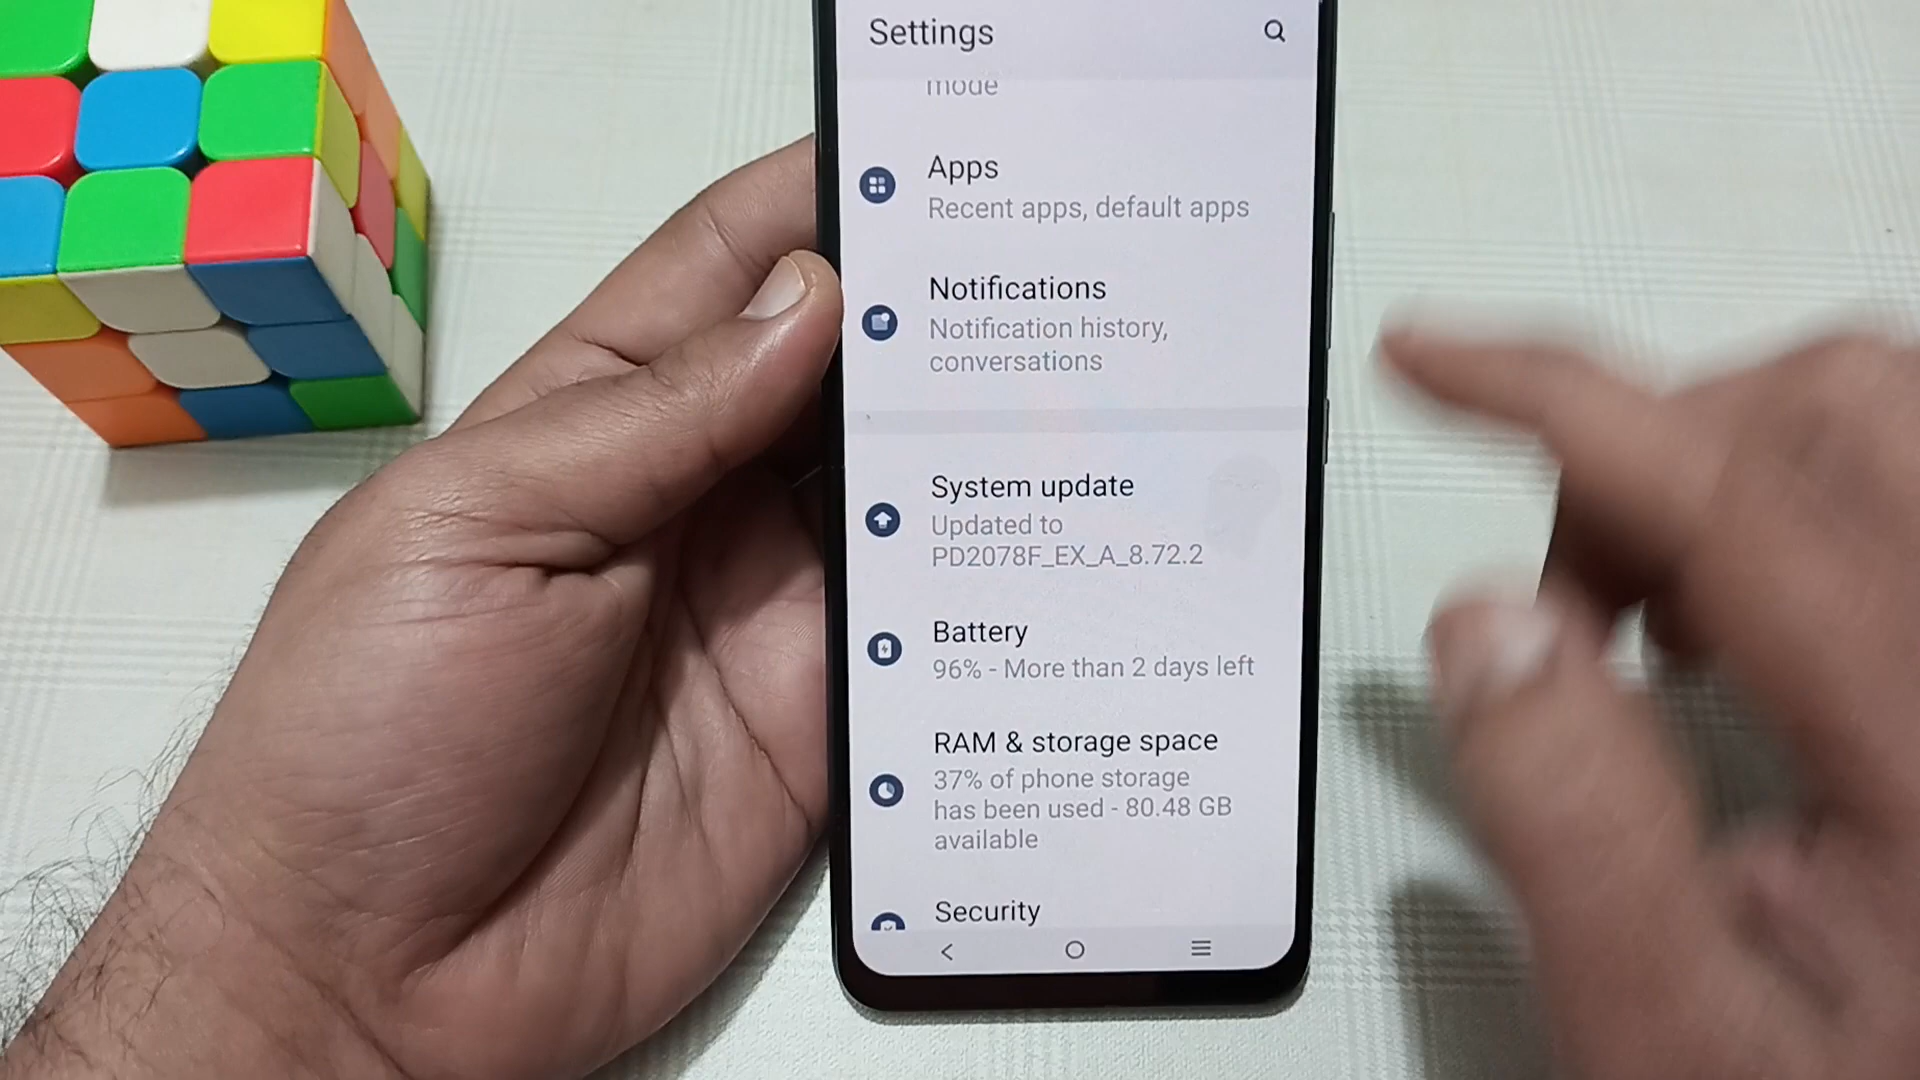 Settings
mode
Apps
Recent apps, default apps
Notifications
Notification history,
conversations
System update
Updated to
PD2078F_EX_A_8.72.2
Battery
96% - More than 2 days left
RAM & storage space
37% of phone storage
has been used - 80.48 GB
available
Security